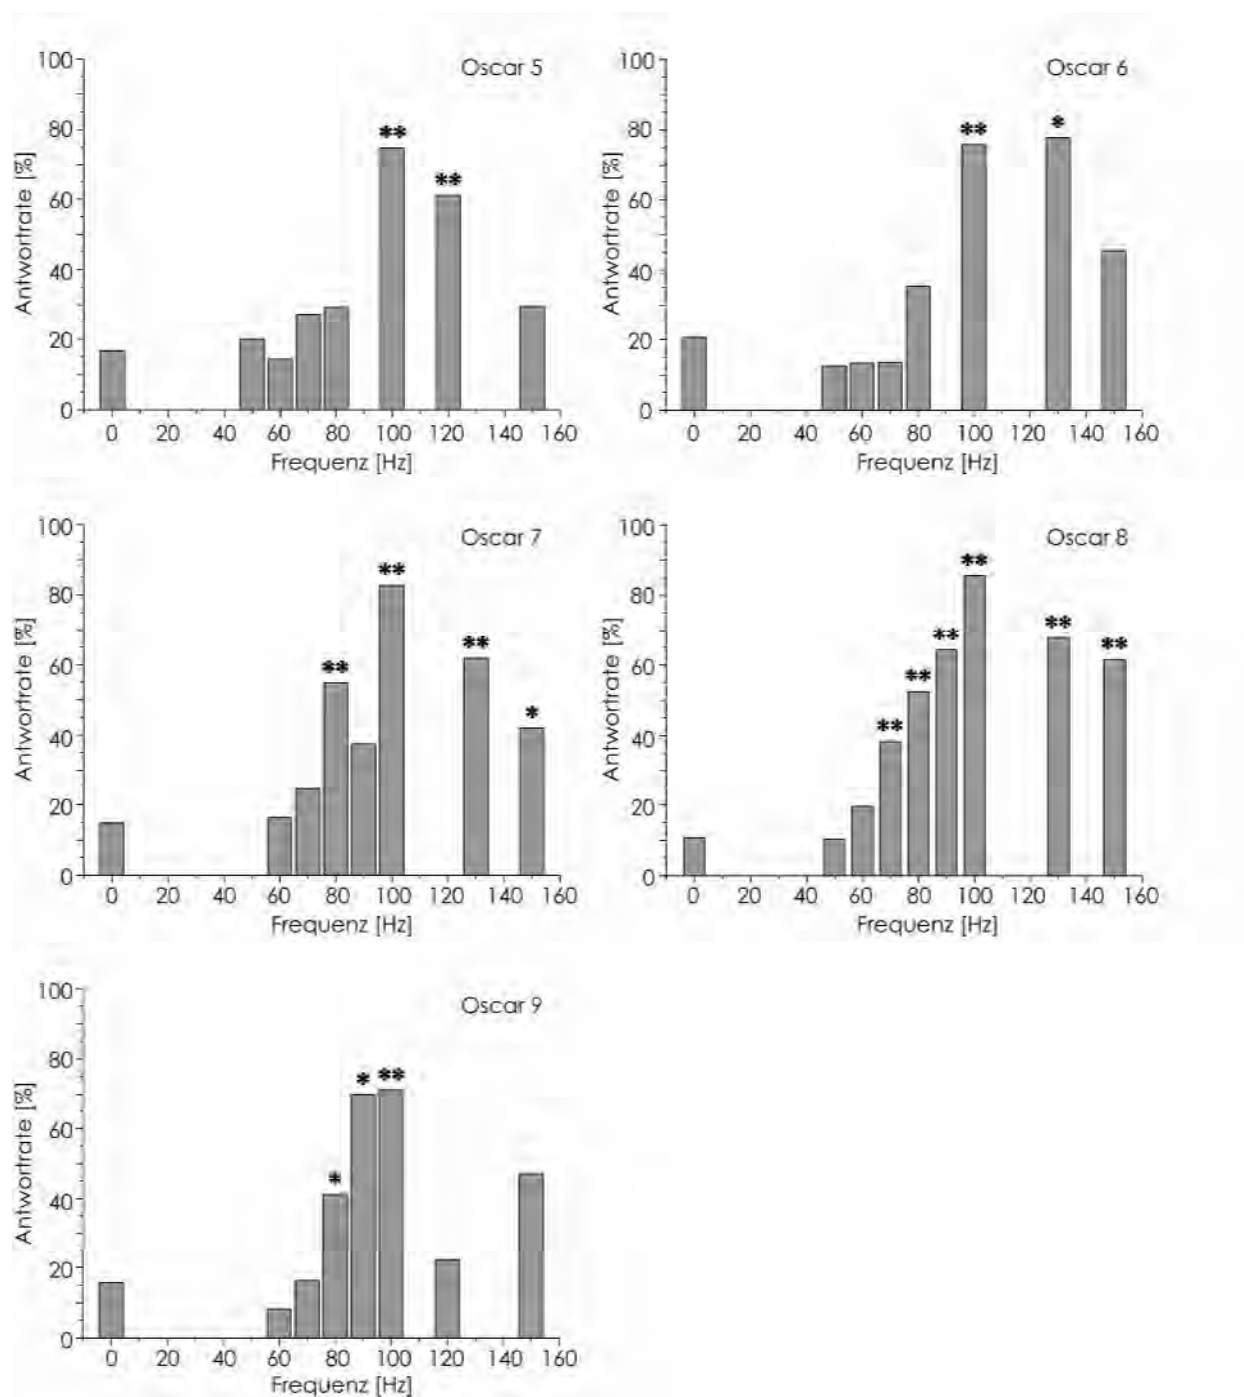 Oscar 5
Antwortrate [%]
100
80
60
40
20
0
** **
0 20 40 60 80 100 120 140 160
Frequenz [Hz]
Oscar 6
Antwortrate [%]
100
80
60
40
20
0
** *
0 20 40 60 80 100 120 140 160
Frequenz [Hz]
Oscar 7
Antwortrate [%]
100
80
60
40
20
0
** ** ** *
0 20 40 60 80 100 120 140 160
Frequenz [Hz]
Oscar 8
Antwortrate [%]
100
80
60
40
20
0
** ** ** ** ** **
0 20 40 60 80 100 120 140 160
Frequenz [Hz]
Oscar 9
Antwortrate [%]
100
80
60
40
20
0
* * **
0 20 40 60 80 100 120 140 160
Frequenz [Hz]